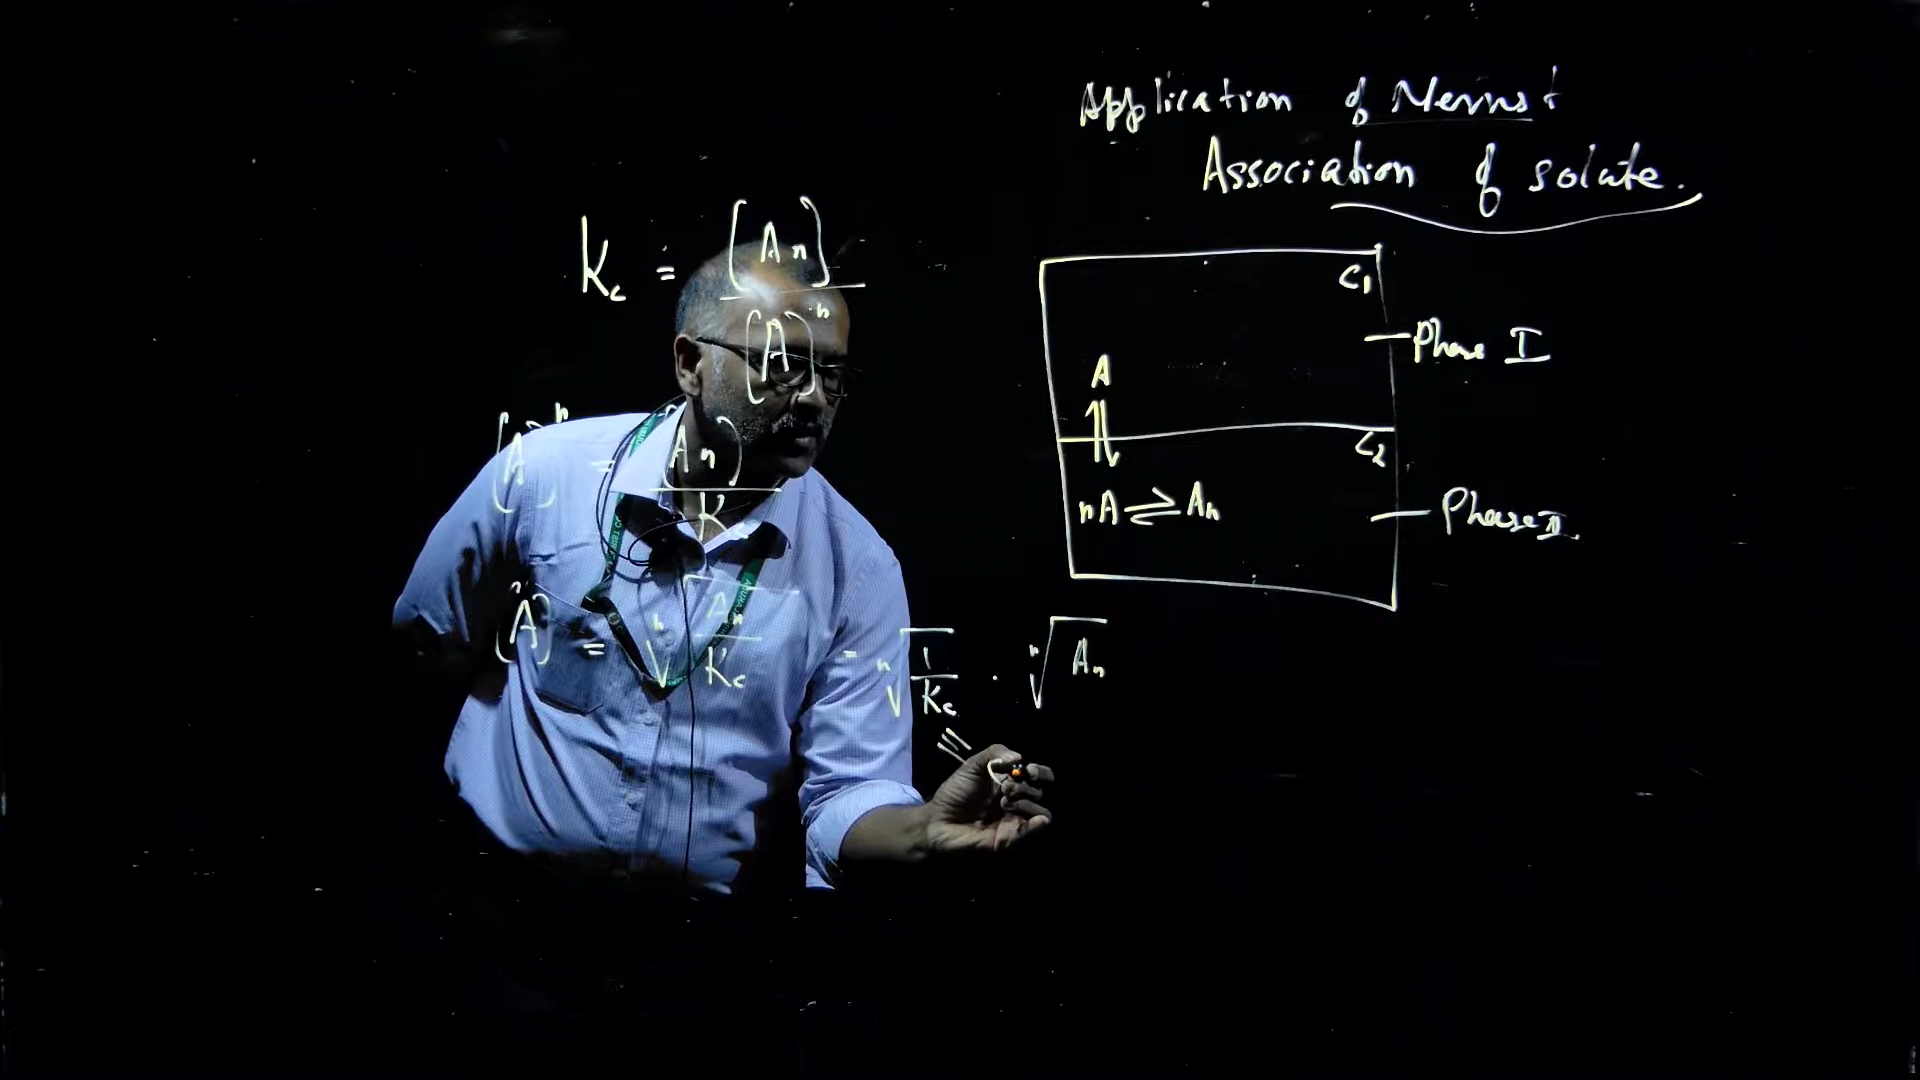 Application of Nernst
Association of solute.
Kc = [An] / [A]^n
[A]^n = [An] / K
[A] = ⁿ√(An / Kc) = ⁿ√(1 / Kc) . ⁿ√An
C1
Phase I
A
⇅
C2
nA ⇌ An
Phase II